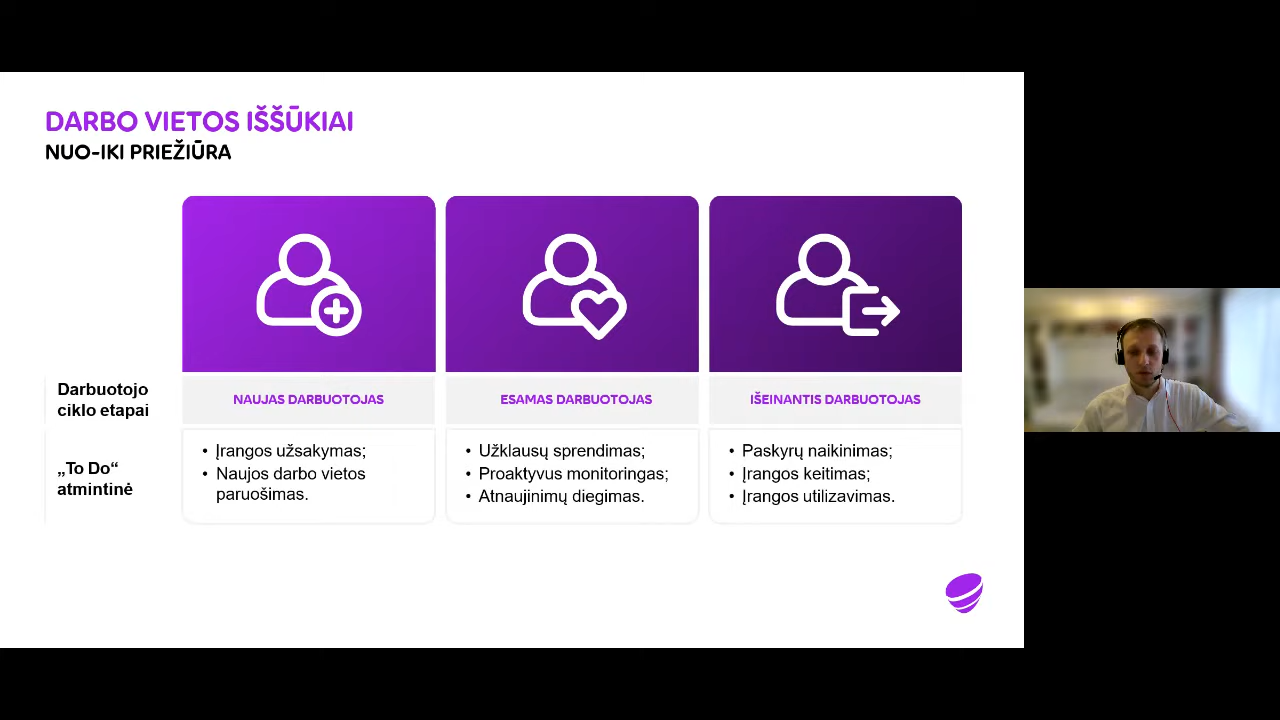 DARBO VIETOS IŠŠŪKIAI
NUO-IKI PRIEŽIŪRA
Darbuotojo
ciklo etapai
NAUJAS DARBUOTOJAS
ESAMAS DARBUOTOJAS
IŠEINANTIS DARBUOTOJAS
„To Do“
atmintinė
• Įrangos užsakymas;
• Naujos darbo vietos
paruošimas.
• Užklausų sprendimas;
• Proaktyvus monitoringas;
• Atnaujinimų diegimas.
• Paskyrų naikinimas;
• Įrangos keitimas;
• Įrangos utilizavimas.